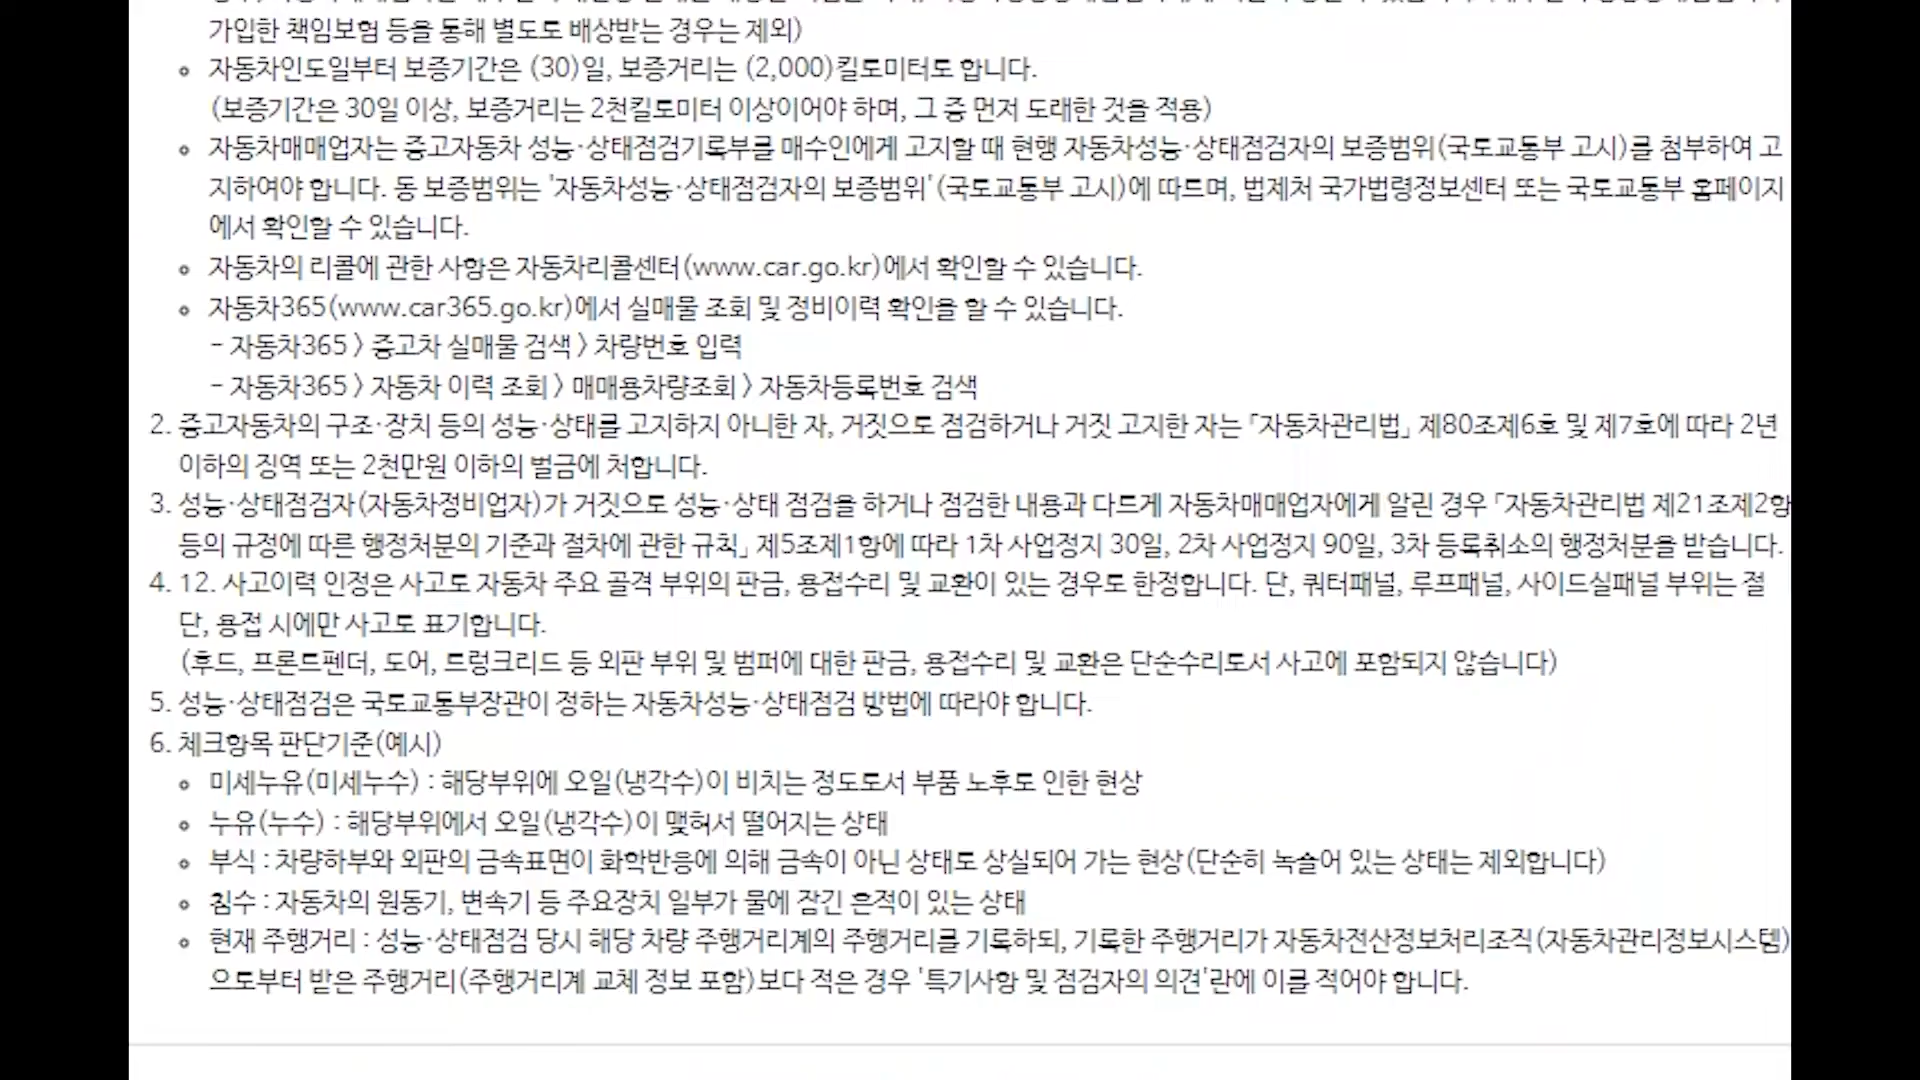 가입한 책임보험 등을 통해 별도로 배상받는 경우는 제외)
자동차인도일부터 보증기간은 (30)일, 보증거리는 (2,000)킬로미터로 합니다.
(보증기간은 30일 이상, 보증거리는 2천킬로미터 이상이어야 하며, 그 중 먼저 도래한 것을 적용)
자동차매매업자는 중고자동차 성능·상태점검기록부를 매수인에게 고지할 때 현행 자동차성능·상태점검자의 보증범위(국토교통부 고시)를 첨부하여 고
지하여야 합니다. 동 보증범위는 '자동차성능·상태점검자의 보증범위'(국토교통부 고시)에 따르며, 법제처 국가법령정보센터 또는 국토교통부 홈페이지
에서 확인할 수 있습니다.
자동차의 리콜에 관한 사항은 자동차리콜센터(www.car.go.kr)에서 확인할 수 있습니다.
자동차365(www.car365.go.kr)에서 실매물 조회 및 정비이력 확인을 할 수 있습니다.
- 자동차365 > 중고차 실매물 검색 > 차량번호 입력
- 자동차365 > 자동차 이력 조회 > 매매용차량조회 > 자동차등록번호 검색
2. 중고자동차의 구조·장치 등의 성능·상태를 고지하지 아니한 자, 거짓으로 점검하거나 거짓 고지한 자는 「자동차관리법」 제80조제6호 및 제7호에 따라 2년
이하의 징역 또는 2천만원 이하의 벌금에 처합니다.
3. 성능·상태점검자(자동차정비업자)가 거짓으로 성능·상태 점검을 하거나 점검한 내용과 다르게 자동차매매업자에게 알린 경우 「자동차관리법 제21조제2항
등의 규정에 따른 행정처분의 기준과 절차에 관한 규칙」 제5조제1항에 따라 1차 사업정지 30일, 2차 사업정지 90일, 3차 등록취소의 행정처분을 받습니다.
4. 12. 사고이력 인정은 사고로 자동차 주요 골격 부위의 판금, 용접수리 및 교환이 있는 경우로 한정합니다. 단, 쿼터패널, 루프패널, 사이드실패널 부위는 절
단, 용접 시에만 사고로 표기합니다.
(후드, 프론트펜더, 도어, 트렁크리드 등 외판 부위 및 범퍼에 대한 판금, 용접수리 및 교환은 단순수리로서 사고에 포함되지 않습니다)
5. 성능·상태점검은 국토교통부장관이 정하는 자동차성능·상태점검 방법에 따라야 합니다.
6. 체크항목 판단기준(예시)
미세누유(미세누수) : 해당부위에 오일(냉각수)이 비치는 정도로서 부품 노후로 인한 현상
누유(누수) : 해당부위에서 오일(냉각수)이 맺혀서 떨어지는 상태
부식 : 차량하부와 외판의 금속표면이 화학반응에 의해 금속이 아닌 상태로 상실되어 가는 현상(단순히 녹슬어 있는 상태는 제외합니다)
침수 : 자동차의 원동기, 변속기 등 주요장치 일부가 물에 잠긴 흔적이 있는 상태
현재 주행거리 : 성능·상태점검 당시 해당 차량 주행거리계의 주행거리를 기록하되, 기록한 주행거리가 자동차전산정보처리조직(자동차관리정보시스템)
으로부터 받은 주행거리(주행거리계 교체 정보 포함)보다 적은 경우 '특기사항 및 점검자의 의견'란에 이를 적어야 합니다.